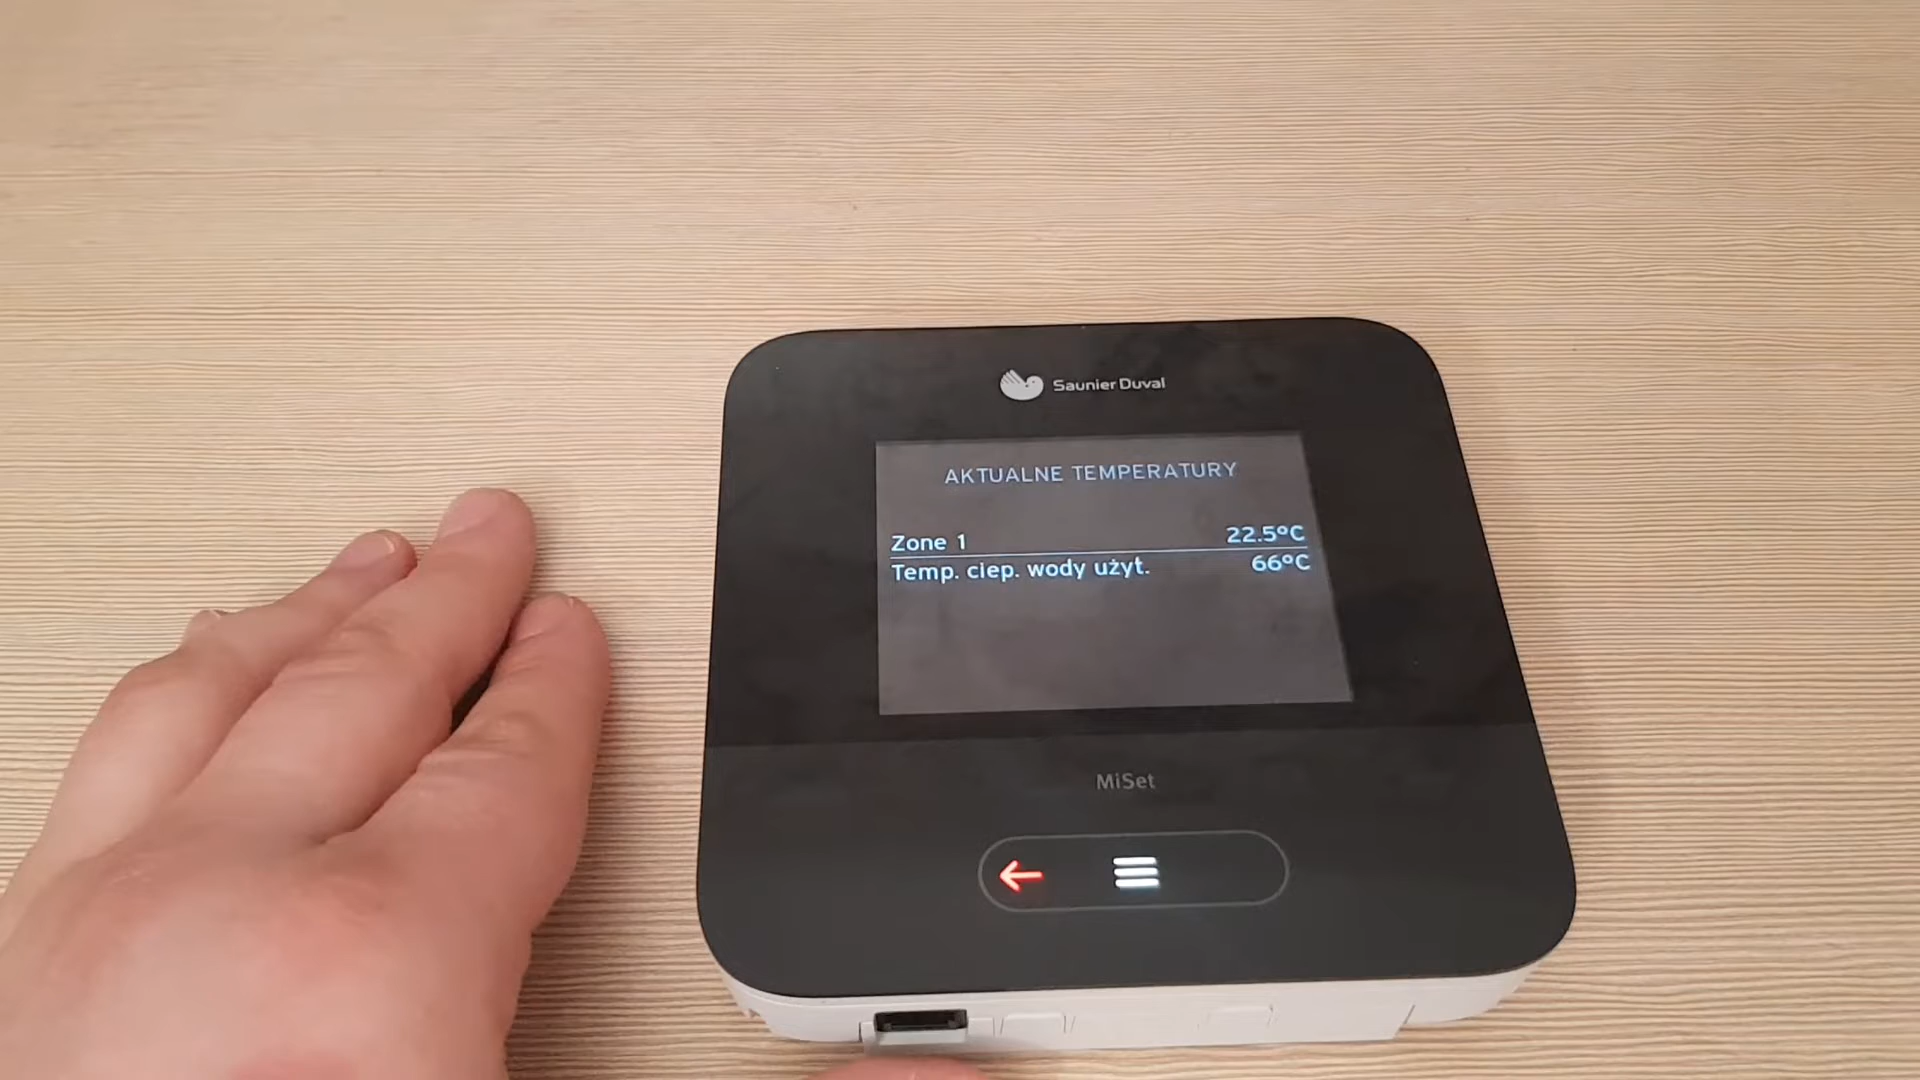 Saunier Duval
AKTUALNE TEMPERATURY
Zone 1 22.5°C
Temp. ciep. wody użyt. 66°C
MiSet